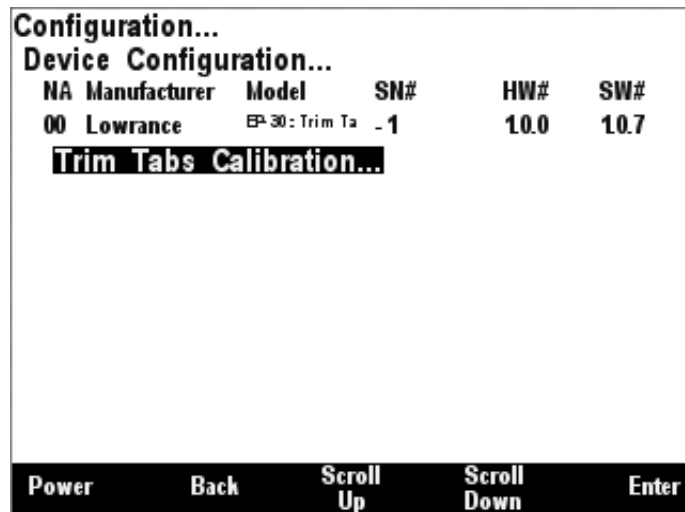 Configuration...
Device Configuration...
NA Manufacturer Model SN# HW# SW#
00 Lowrance EP-30: Trim Ta -1 1.0.0 1.0.7
Trim Tabs Calibration...
Power Back Scroll Up Scroll Down Enter